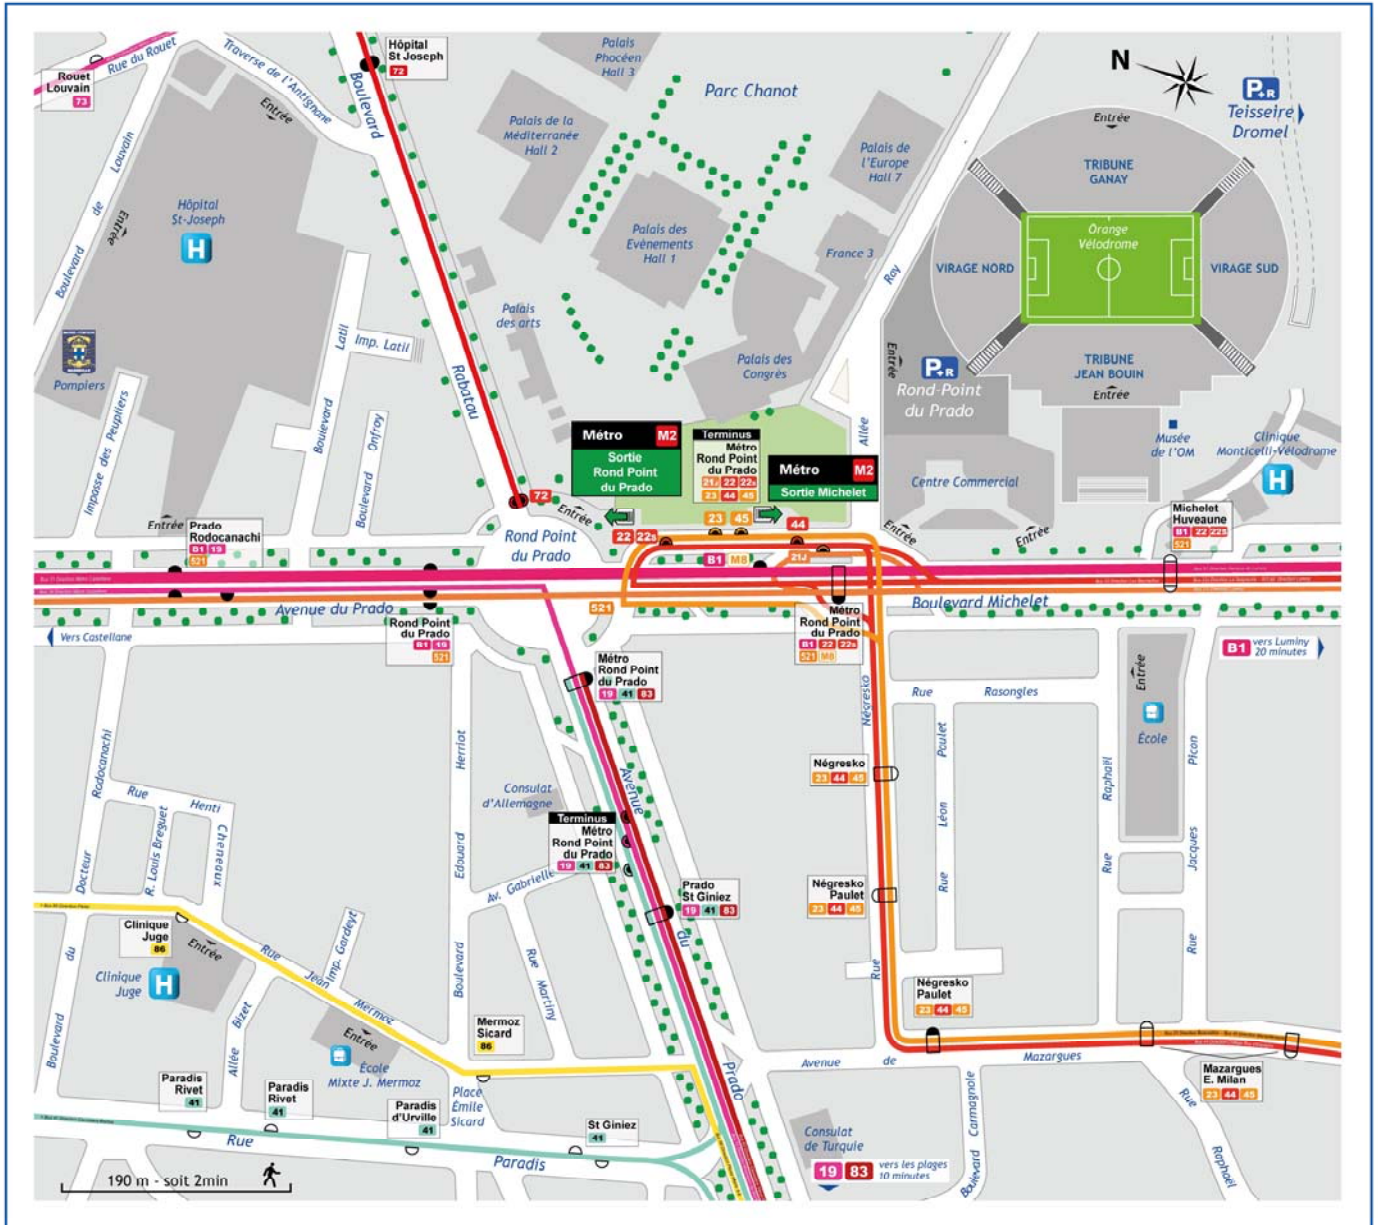 Hôpital
St Joseph
72
Rue du Rouet
Rouet
Louvain
73
Traverse de l'Antignane
Boulevard
Entrée
Palais
Phocéen
Hall 3
Parc Chanot
N
P+R
Teisseire
Dromel
Entrée
Palais de la
Méditerranée
Hall 2
Palais de
l'Europe
Hall 7
TRIBUNE
GANAY
Boulevard de Louvain
Entrée
Hôpital
St-Joseph
H
Palais des
Evènements
Hall 1
France 3
Ray
Orange
Vélodrome
VIRAGE NORD
VIRAGE SUD
Palais
des arts
Latil
Imp. Latil
Pompiers
Rabatau
Palais des
Congrès
Entrée
P+R
Rond-Point
du Prado
TRIBUNE
JEAN BOUIN
Entrée
Impasse des Peupliers
Boulevard
Boulevard Onfroy
Métro M2
Sortie
Rond Point
du Prado
Terminus
Métro
Rond Point
du Prado
21J 22 22S
23 44 45
Métro M2
Sortie Michelet
Allée
Musée
de l'OM
Clinique
Monticelli-Vélodrome
H
Centre Commercial
72
Entrée
Entrée
Prado
Rodocanachi
B1 19
521
Rond Point
du Prado
22 22S
23 45
44
Entrée
Entrée
Michelet
Huveaune
B1 22 22S
521
B1 M8
21J
Avenue du Prado
521
Boulevard Michelet
Vers Castellane
Rond Point
du Prado
B1 19
521
Métro
Rond Point
du Prado
B1 22 22S
521 M8
B1 vers Luminy
20 minutes
Métro
Rond Point
du Prado
19 41 83
Négresko
Rue Rasongles
Entrée
École
Rodocanachi
Herriot
Avenue
Négresko
23 44 45
Poulet
Raphaël
Picon
Rue Henti
Cheneaux
R. Louis Breguet
Consulat
d'Allemagne
Terminus
Métro
Rond Point
du Prado
19 41 83
Léon
Jacques
Docteur
Edouard
Av. Gabrielle
Prado
St Giniez
19 41 83
Négresko
Paulet
23 44 45
Rue
Rue
Clinique
Juge
86
Entrée
Rue
Jean
Mermoz
Imp. Gardeyt
Boulevard
Rue Martiny
du
Rue
Rue
du
Clinique
Juge
H
Négresko
Paulet
23 44 45
Boulevard
Allée Bizet
Entrée
École
Mixte J. Mermoz
Mermoz
Sicard
86
Prado
Avenue de Mazargues
Paradis
Rivet
41
Paradis
Rivet
41
Place
Émile
Sicard
Mazargues
E. Milan
23 44 45
Paradis
d'Urville
41
St Giniez
41
Boulevard Carmagnole
Rue
Raphaël
Rue Paradis
Consulat
de Turquie
19 83 vers les plages
10 minutes
190 m - soit 2min